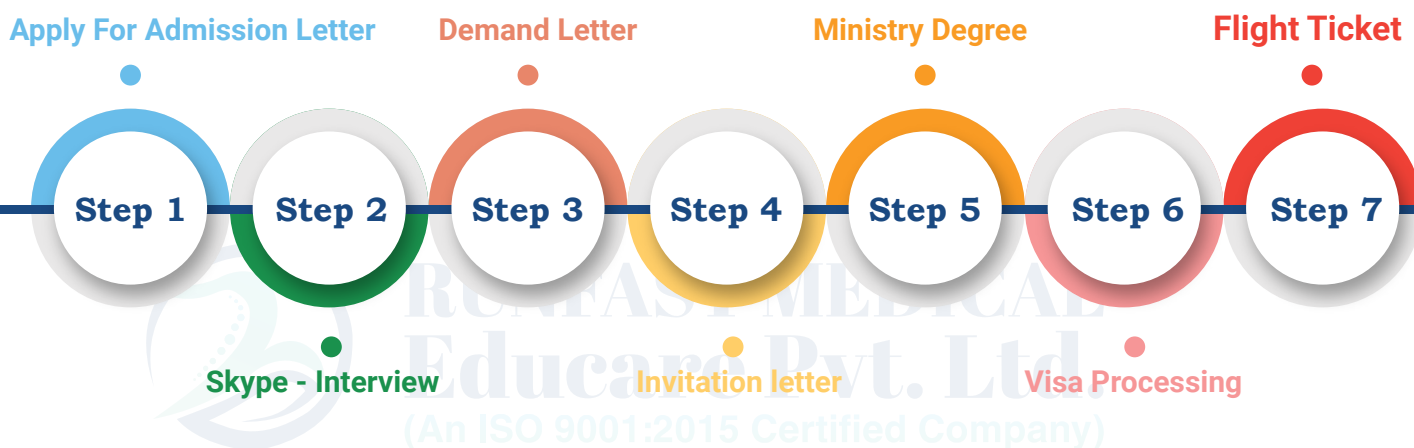 Apply For Admission Letter
Demand Letter
Ministry Degree
Flight Ticket
Step 1
Step 2
Step 3
Step 4
Step 5
Step 6
Step 7
RUNFAST MEDICAL
Educare Pvt. Ltd.
Skype - Interview
Invitation letter
Visa Processing
(An ISO 9001:2015 Certified Company)